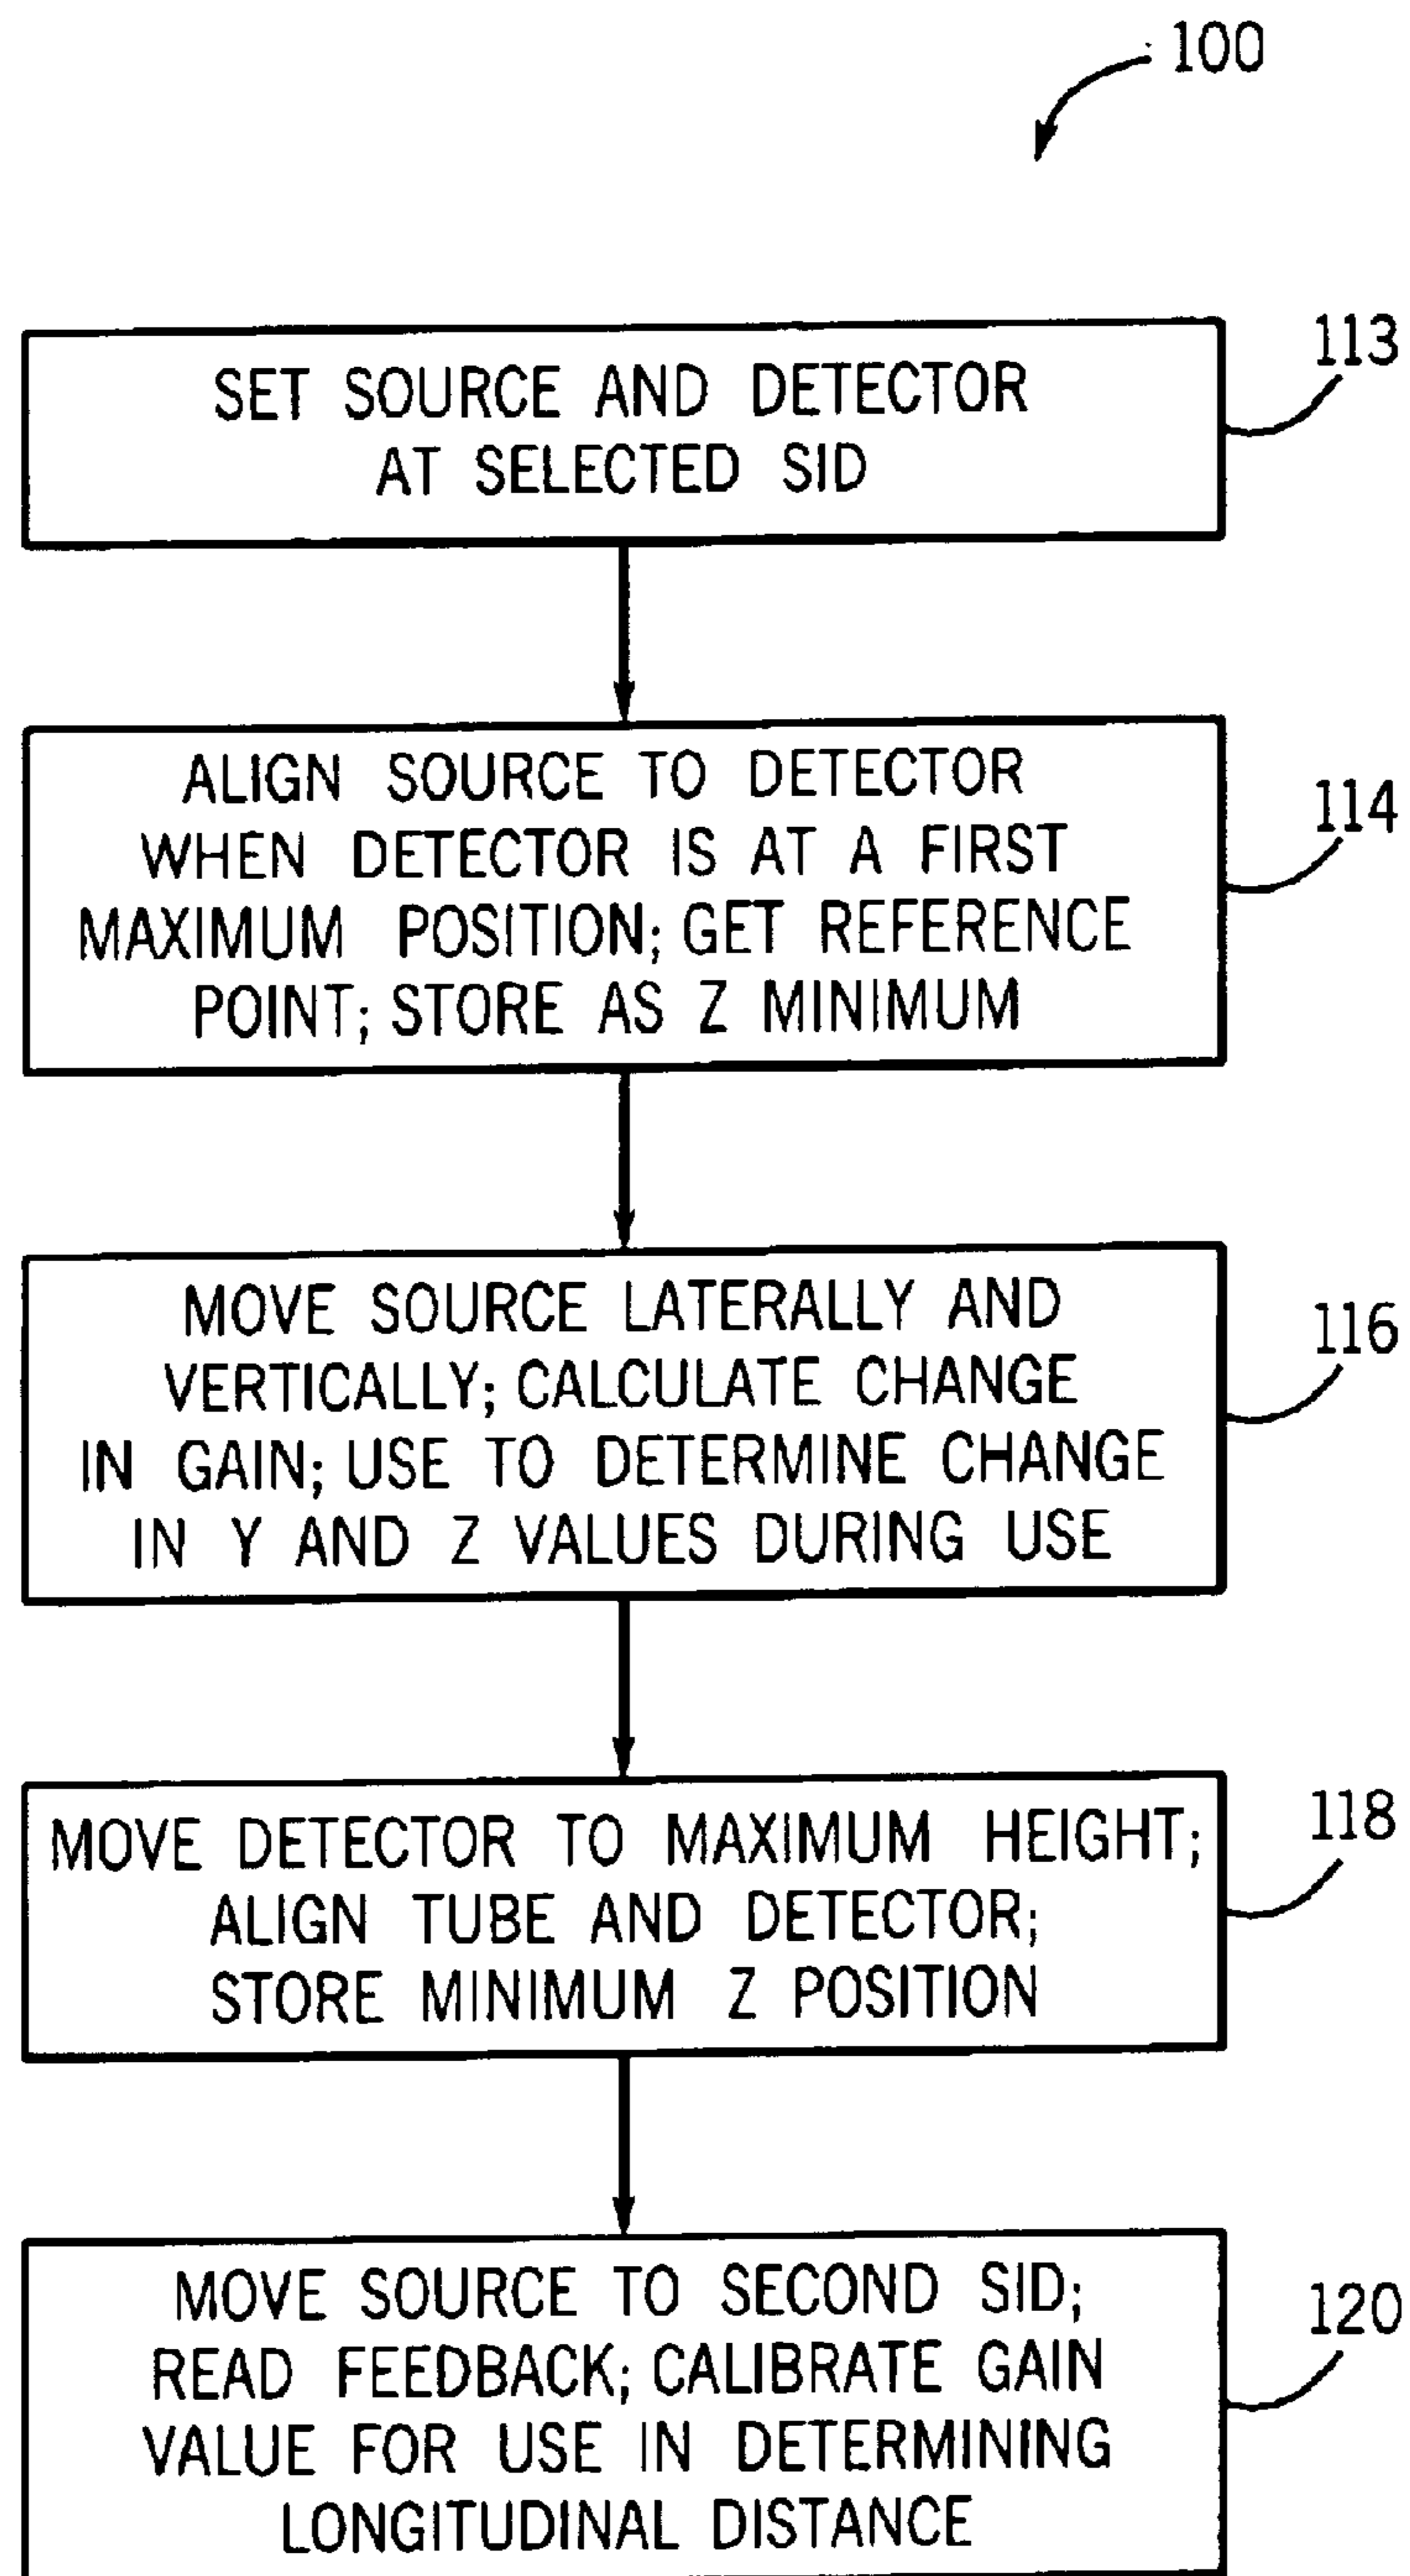 100
SET SOURCE AND DETECTOR
AT SELECTED SID
113
ALIGN SOURCE TO DETECTOR
WHEN DETECTOR IS AT A FIRST
MAXIMUM POSITION; GET REFERENCE
POINT; STORE AS Z MINIMUM
114
MOVE SOURCE LATERALLY AND
VERTICALLY; CALCULATE CHANGE
IN GAIN; USE TO DETERMINE CHANGE
IN Y AND Z VALUES DURING USE
116
MOVE DETECTOR TO MAXIMUM HEIGHT;
ALIGN TUBE AND DETECTOR;
STORE MINIMUM Z POSITION
118
MOVE SOURCE TO SECOND SID;
READ FEEDBACK; CALIBRATE GAIN
VALUE FOR USE IN DETERMINING
LONGITUDINAL DISTANCE
120